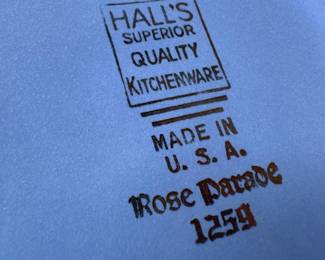 HALL'S
SUPERIOR
QUALITY
KITCHENWARE
MADE IN
U. S. A.
Rose Parade
1259